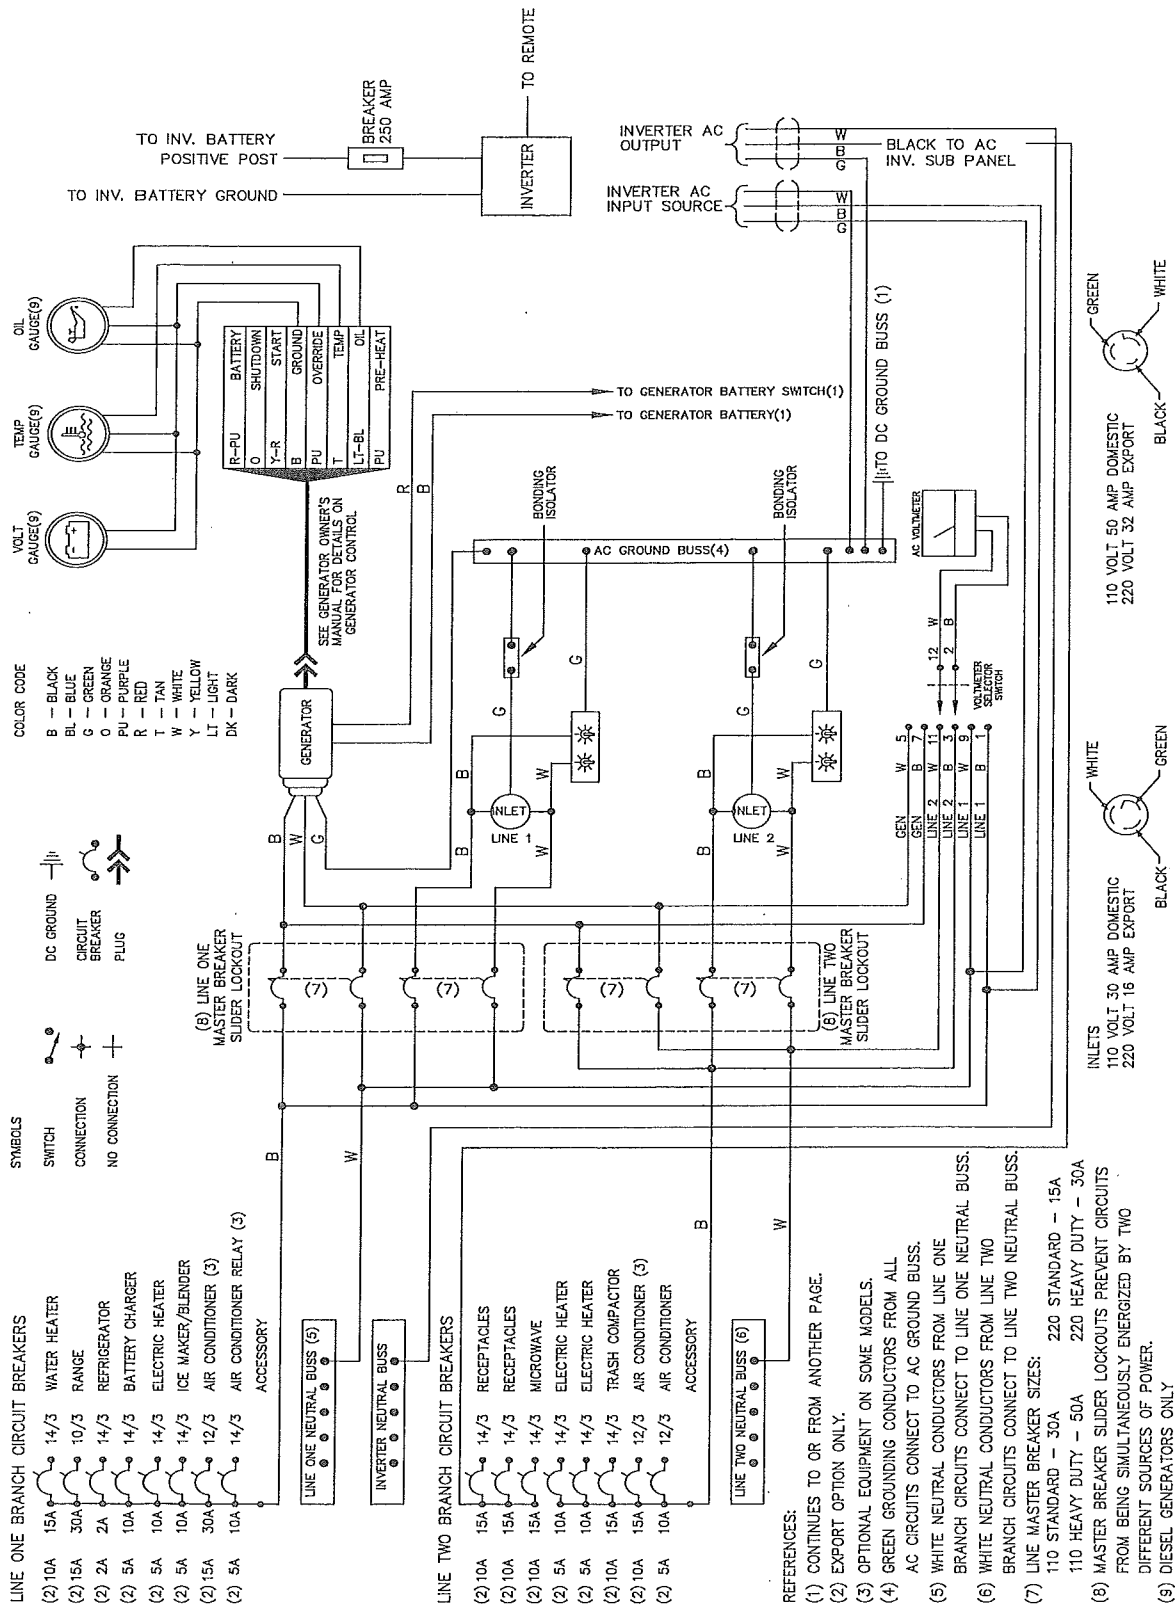 LINE ONE BRANCH CIRCUIT BREAKERS
(2) 10A 15A 14/3 WATER HEATER
(2) 15A 30A 10/3 RANGE
(2) 2A 2A 14/3 REFRIGERATOR
(2) 5A 10A 14/3 BATTERY CHARGER
(2) 5A 10A 14/3 ELECTRIC HEATER
(2) 5A 10A 14/3 ICE MAKER/BLENDER
(2) 15A 30A 12/3 AIR CONDITIONER (3)
(2) 5A 10A 14/3 AIR CONDITIONER RELAY (3)
ACCESSORY
LINE ONE NEUTRAL BUSS (5)
INVERTER NEUTRAL BUSS
LINE TWO BRANCH CIRCUIT BREAKERS
(2) 10A 15A 14/3 RECEPTACLES
(2) 10A 15A 14/3 RECEPTACLES
(2) 10A 15A 14/3 MICROWAVE
(2) 5A 10A 14/3 ELECTRIC HEATER
(2) 5A 10A 14/3 ELECTRIC HEATER
(2) 10A 15A 14/3 TRASH COMPACTOR
(2) 10A 15A 12/3 AIR CONDITIONER (3)
(2) 5A 10A 12/3 AIR CONDITIONER
ACCESSORY
LINE TWO NEUTRAL BUSS (6)
REFERENCES:
(1) CONTINUES TO OR FROM ANOTHER PAGE.
(2) EXPORT OPTION ONLY.
(3) OPTIONAL EQUIPMENT ON SOME MODELS.
(4) GREEN GROUNDING CONDUCTORS FROM ALL
AC CIRCUITS CONNECT TO AC GROUND BUSS.
(5) WHITE NEUTRAL CONDUCTORS FROM LINE ONE
BRANCH CIRCUITS CONNECT TO LINE ONE NEUTRAL BUSS.
(6) WHITE NEUTRAL CONDUCTORS FROM LINE TWO
BRANCH CIRCUITS CONNECT TO LINE TWO NEUTRAL BUSS.
(7) LINE MASTER BREAKER SIZES:
110 STANDARD – 30A 220 STANDARD – 15A
110 HEAVY DUTY – 50A 220 HEAVY DUTY – 30A
(8) MASTER BREAKER SLIDER LOCKOUTS PREVENT CIRCUITS
FROM BEING SIMULTANEOUSLY ENERGIZED BY TWO
DIFFERENT SOURCES OF POWER.
(9) DIESEL GENERATORS ONLY
SYMBOLS
SWITCH
CONNECTION
NO CONNECTION
DC GROUND
CIRCUIT
BREAKER
PLUG
COLOR CODE
B – BLACK
BL – BLUE
G – GREEN
O – ORANGE
PU – PURPLE
R – RED
T – TAN
W – WHITE
Y – YELLOW
LT – LIGHT
DK – DARK
B
W
B
W
(8) LINE ONE
MASTER BREAKER
SLIDER LOCKOUT
(7)
(7)
(7)
(7)
(8) LINE TWO
MASTER BREAKER
SLIDER LOCKOUT
B
W
G
GENERATOR
SEE GENERATOR OWNER'S
MANUAL FOR DETAILS ON
GENERATOR CONTROL
R
B
VOLT
GAUGE(9)
TEMP
GAUGE(9)
OIL
GAUGE(9)
R–PU BATTERY
O SHUTDOWN
Y–R START
B GROUND
PU OVERRIDE
T TEMP
LT–BL OIL
PU PRE–HEAT
TO GENERATOR BATTERY SWITCH(1)
TO GENERATOR BATTERY(1)
B
B
W
W
INLET
LINE 1
G
G
BONDING
ISOLATOR
AC GROUND BUSS(4)
B
B
W
W
INLET
LINE 2
G
G
BONDING
ISOLATOR
TO DC GROUND BUSS (1)
GEN W 5
GEN B 7
LINE 2 W 11
LINE 2 B 3
LINE 1 W 9
LINE 1 B 1
12 W
2 B
VOLTMETER
SELECTOR
SWITCH
AC VOLTMETER
TO INV. BATTERY
POSITIVE POST
TO INV. BATTERY GROUND
BREAKER
250 AMP
INVERTER
TO REMOTE
INVERTER AC
OUTPUT
W
B
G
BLACK TO AC
INV. SUB PANEL
INVERTER AC
INPUT SOURCE
W
B
G
INLETS
110 VOLT 30 AMP DOMESTIC
220 VOLT 16 AMP EXPORT
BLACK
WHITE
GREEN
110 VOLT 50 AMP DOMESTIC
220 VOLT 32 AMP EXPORT
BLACK
GREEN
WHITE